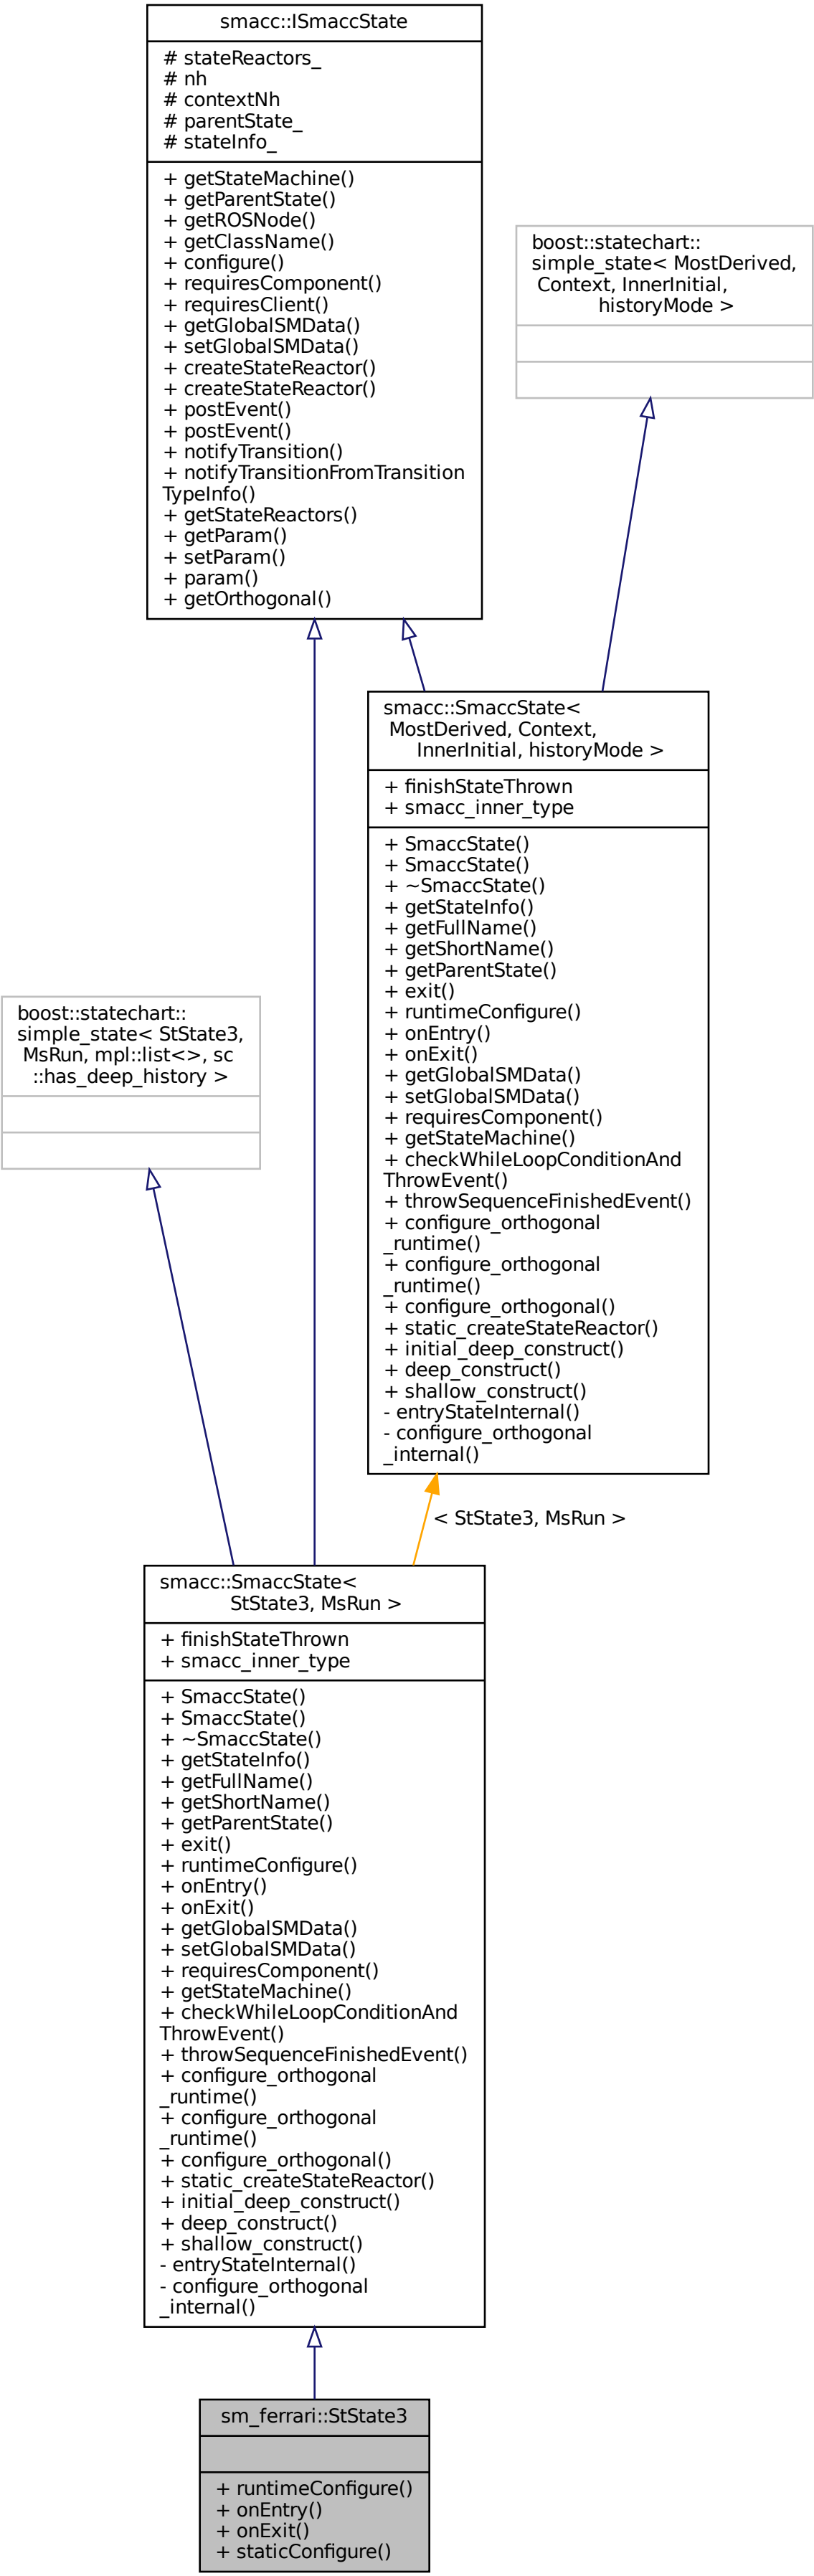 smacc::ISmaccState
# stateReactors_
# nh
# contextNh
# parentState_
# stateInfo_
+ getStateMachine()
+ getParentState()
+ getROSNode()
+ getClassName()
+ configure()
+ requiresComponent()
+ requiresClient()
+ getGlobalSMData()
+ setGlobalSMData()
+ createStateReactor()
+ createStateReactor()
+ postEvent()
+ postEvent()
+ notifyTransition()
+ notifyTransitionFromTransition
TypeInfo()
+ getStateReactors()
+ getParam()
+ setParam()
+ param()
+ getOrthogonal()
boost::statechart::
simple_state< MostDerived,
Context, InnerInitial,
historyMode >
smacc::SmaccState<
MostDerived, Context,
InnerInitial, historyMode >
+ finishStateThrown
+ smacc_inner_type
+ SmaccState()
+ SmaccState()
+ ~SmaccState()
+ getStateInfo()
+ getFullName()
+ getShortName()
+ getParentState()
+ exit()
+ runtimeConfigure()
+ onEntry()
+ onExit()
+ getGlobalSMData()
+ setGlobalSMData()
+ requiresComponent()
+ getStateMachine()
+ checkWhileLoopConditionAnd
ThrowEvent()
+ throwSequenceFinishedEvent()
+ configure_orthogonal
_runtime()
+ configure_orthogonal
_runtime()
+ configure_orthogonal()
+ static_createStateReactor()
+ initial_deep_construct()
+ deep_construct()
+ shallow_construct()
- entryStateInternal()
- configure_orthogonal
_internal()
boost::statechart::
simple_state< StState3,
MsRun, mpl::list<>, sc
::has_deep_history >
< StState3, MsRun >
smacc::SmaccState<
StState3, MsRun >
+ finishStateThrown
+ smacc_inner_type
+ SmaccState()
+ SmaccState()
+ ~SmaccState()
+ getStateInfo()
+ getFullName()
+ getShortName()
+ getParentState()
+ exit()
+ runtimeConfigure()
+ onEntry()
+ onExit()
+ getGlobalSMData()
+ setGlobalSMData()
+ requiresComponent()
+ getStateMachine()
+ checkWhileLoopConditionAnd
ThrowEvent()
+ throwSequenceFinishedEvent()
+ configure_orthogonal
_runtime()
+ configure_orthogonal
_runtime()
+ configure_orthogonal()
+ static_createStateReactor()
+ initial_deep_construct()
+ deep_construct()
+ shallow_construct()
- entryStateInternal()
- configure_orthogonal
_internal()
sm_ferrari::StState3
+ runtimeConfigure()
+ onEntry()
+ onExit()
+ staticConfigure()